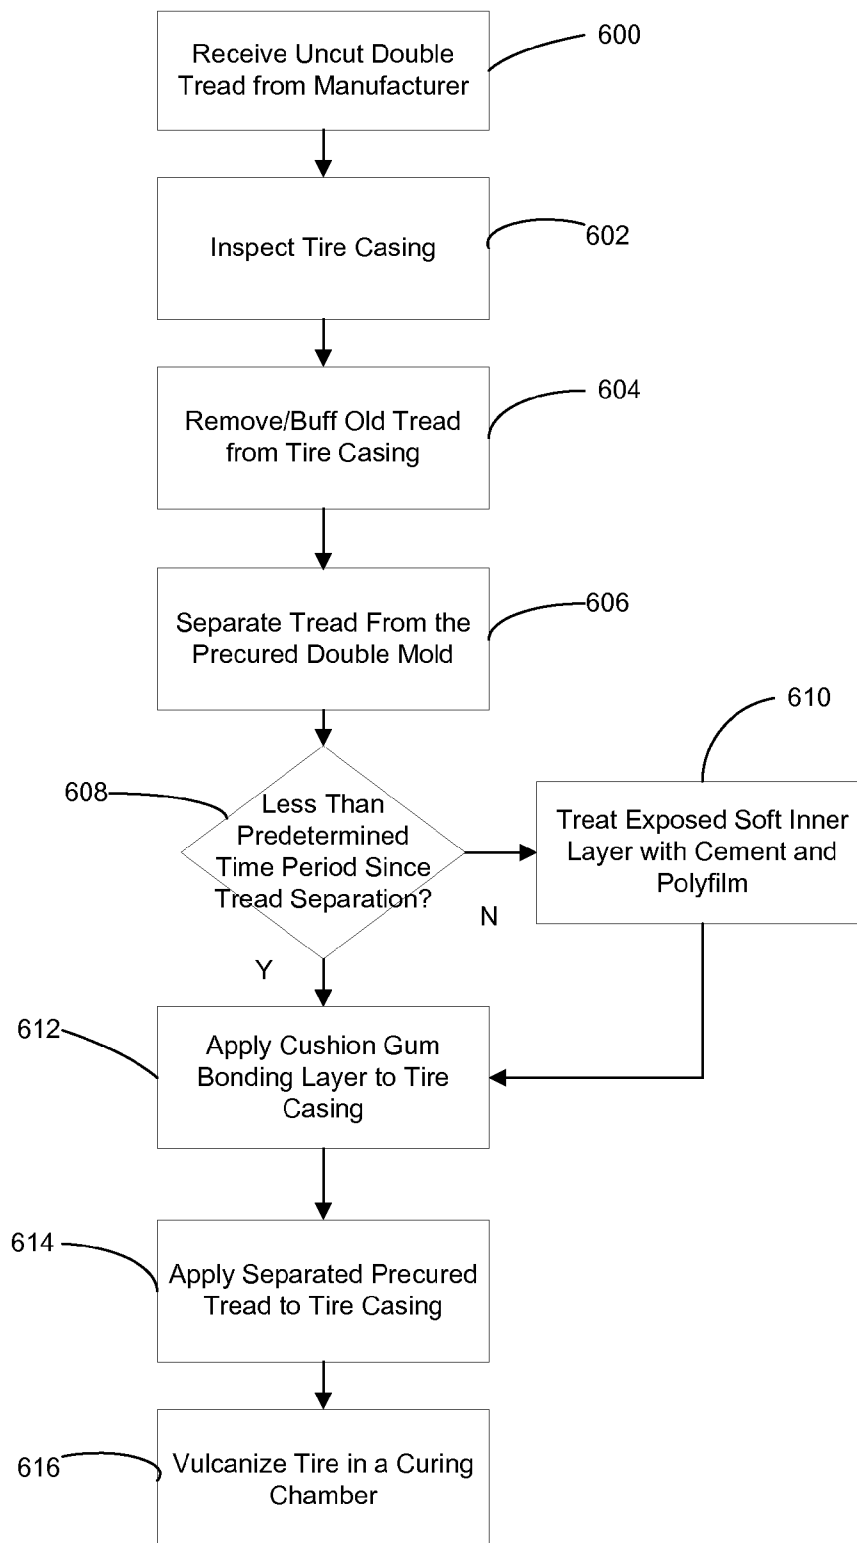 Receive Uncut Double
Tread from Manufacturer
600
Inspect Tire Casing
602
Remove/Buff Old Tread
from Tire Casing
604
Separate Tread From the
Precured Double Mold
606
608
Less Than
Predetermined
Time Period Since
Tread Separation?
N
Y
610
Treat Exposed Soft Inner
Layer with Cement and
Polyfilm
612
Apply Cushion Gum
Bonding Layer to Tire
Casing
614
Apply Separated Precured
Tread to Tire Casing
616
Vulcanize Tire in a Curing
Chamber